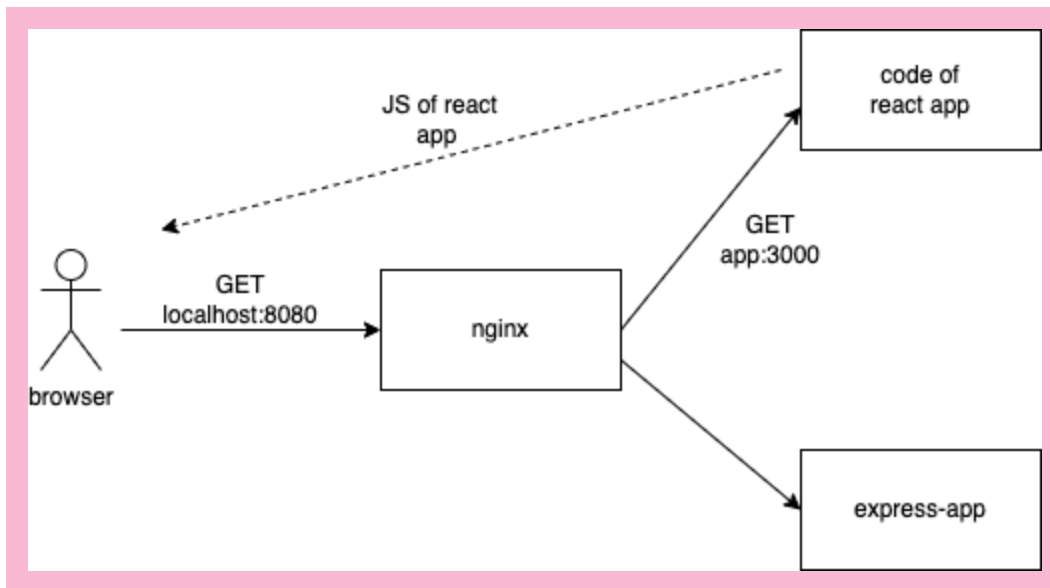 code of
react app
JS of react
app
GET
app:3000
GET
localhost:8080
nginx
browser
express-app